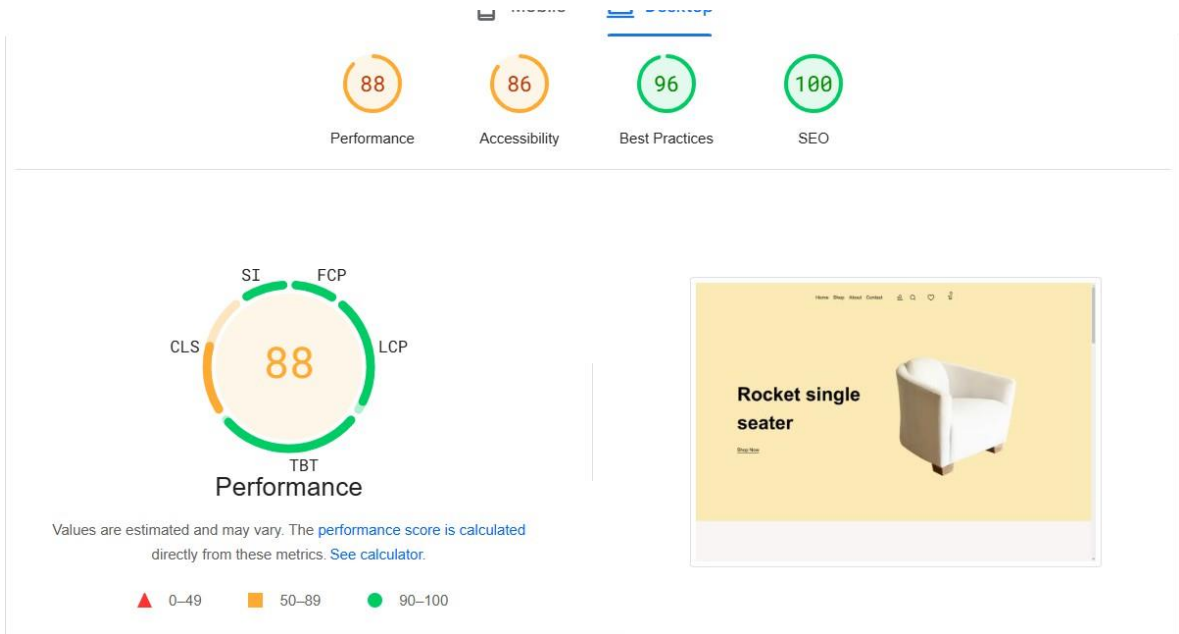 Mobile Desktop
88 86 96 100
Performance Accessibility Best Practices SEO
SI FCP
CLS LCP
88
TBT
Performance
Values are estimated and may vary. The performance score is calculated
directly from these metrics. See calculator.
0–49 50–89 90–100
Home Shop About Contact
Rocket single
seater
Shop Now